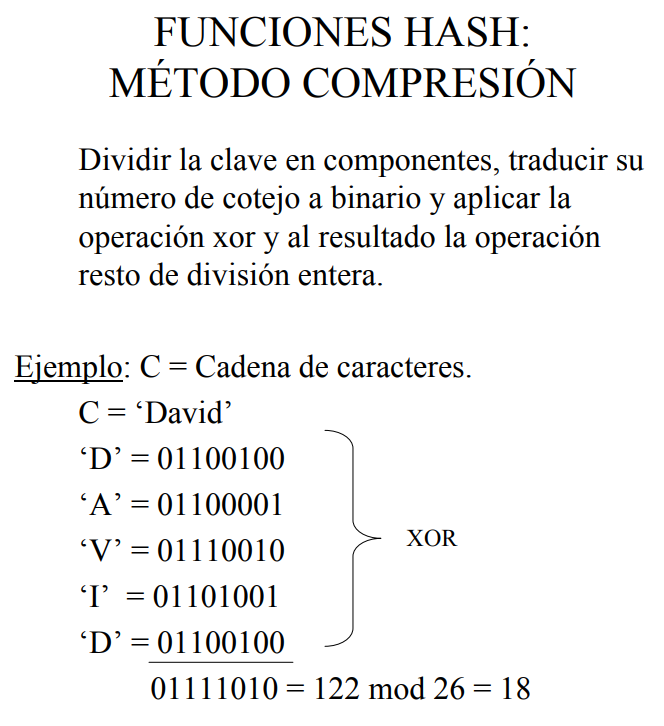 FUNCIONES HASH:
MÉTODO COMPRESIÓN
Dividir la clave en componentes, traducir su
número de cotejo a binario y aplicar la
operación xor y al resultado la operación
resto de división entera.
Ejemplo: C = Cadena de caracteres.
C = ‘David’
‘D’ = 01100100
‘A’ = 01100001
‘V’ = 01110010
XOR
‘I’ = 01101001
‘D’ = 01100100
01111010 = 122 mod 26 = 18